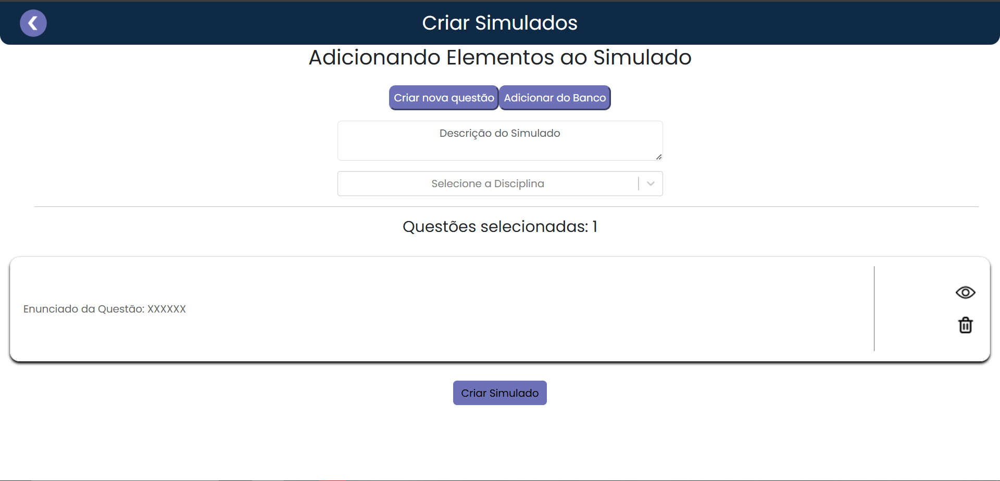 Criar Simulados
Adicionando Elementos ao Simulado
Criar nova questão Adicionar do Banco
Descrição do Simulado
Selecione a Disciplina
Questões selecionadas: 1
Enunciado da Questão: XXXXXX
Criar Simulado